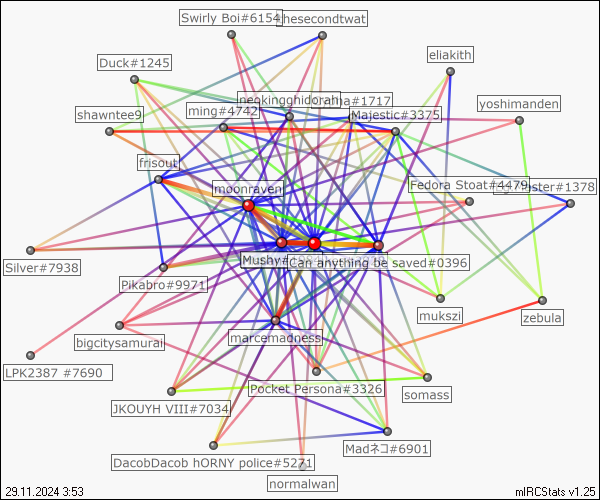 Swirly Boi#6154
thesecondtwat
eliakith
Duck#1245
neokingghidorah
#1717
yoshimanden
shawntee9
ming#4742
Majestic#3375
frisout
moonraven
Fedora Stoat#4479
#1378
Silver#7938
Mushy#
Can anything be saved#0396
Pikabro#9971
mukszi
zebula
bigcitysamurai
marcemadness
LPK2387 #7690
Pocket Persona#3326
somass
JKOUYH VIII#7034
Madネコ#6901
DacobDacob hORNY police#5271
normalwan
29.11.2024 3:53
mIRCStats v1.25